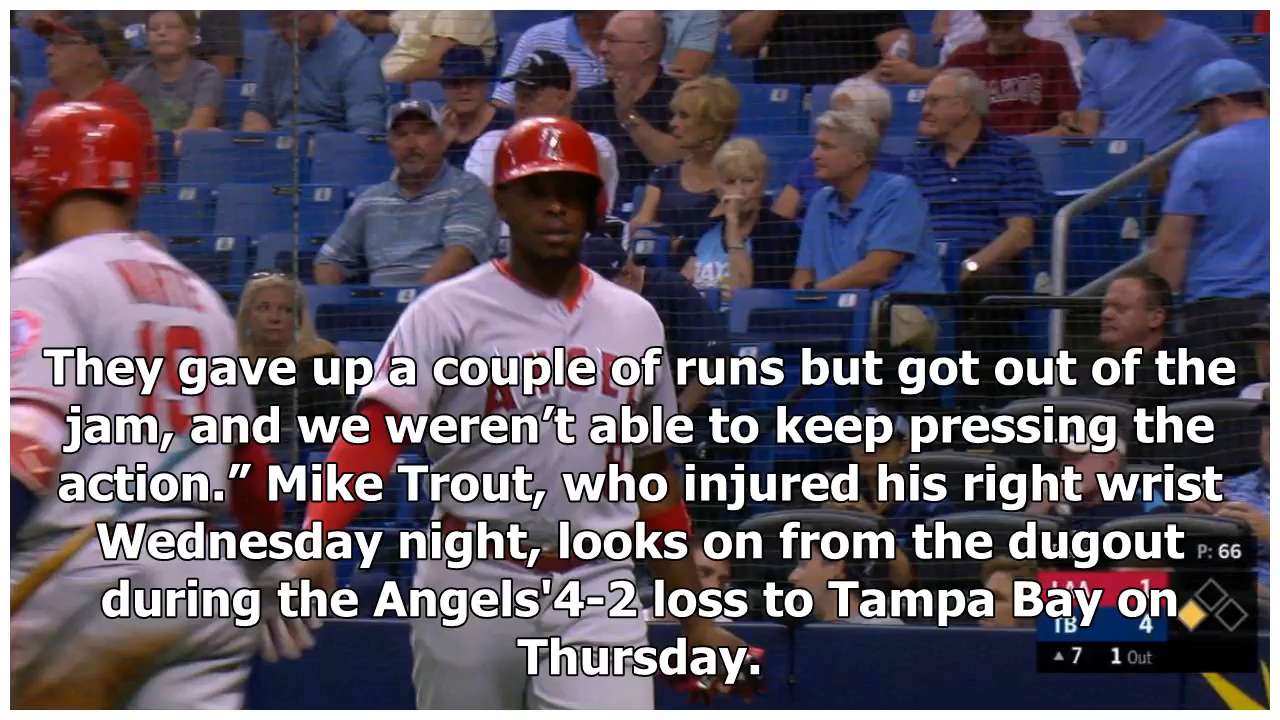 They gave up a couple of runs but got out of the
jam, and we weren’t able to keep pressing the
action.” Mike Trout, who injured his right wrist
Wednesday night, looks on from the dugout
during the Angels'4-2 loss to Tampa Bay on
Thursday.
P: 66
LAA 1
TB 4
▲ 7 1 Out